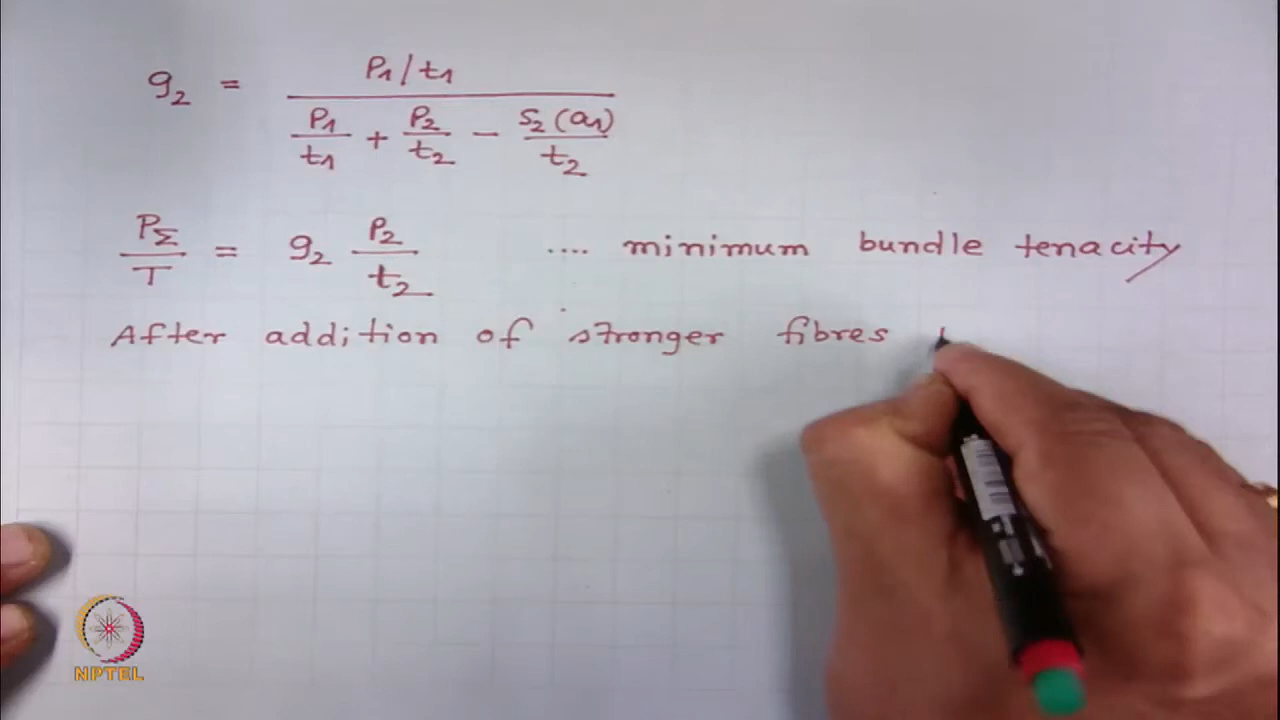 g₂ = (P₁/t₁) / (P₁/t₁ + P₂/t₂ − S₂(a₁)/t₂)
P_Σ/T = g₂ P₂/t₂ .... minimum bundle tenacity
After addition of stronger fibres
NPTEL